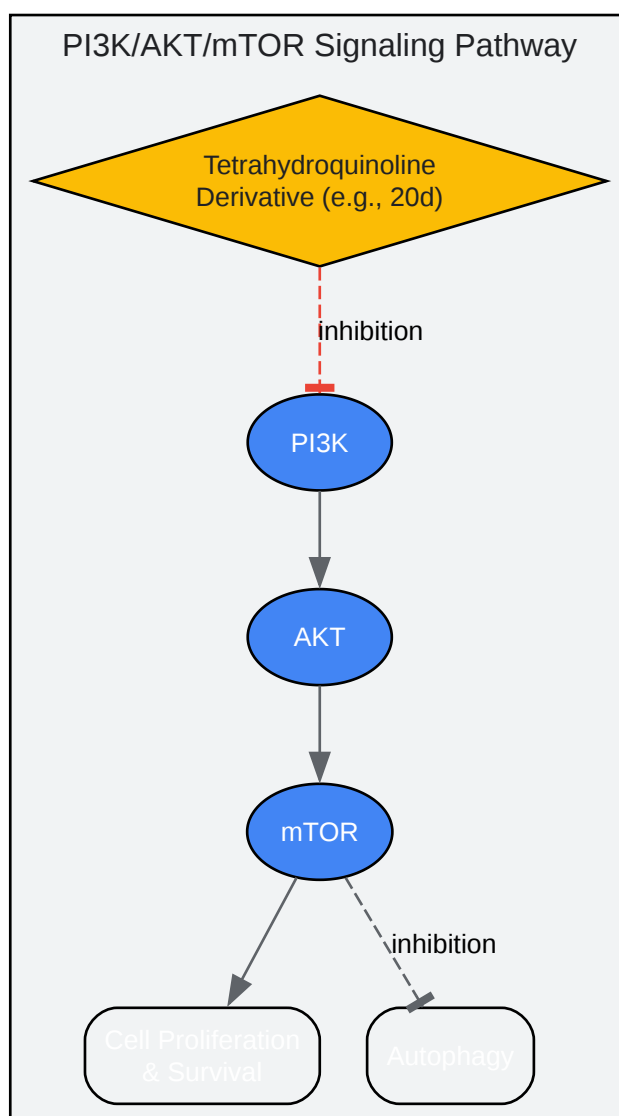 PI3K/AKT/mTOR Signaling Pathway
Tetrahydroquinoline
Derivative (e.g., 20d)
inhibition
PI3K
AKT
mTOR
inhibition
Cell Proliferation
& Survival
Autophagy